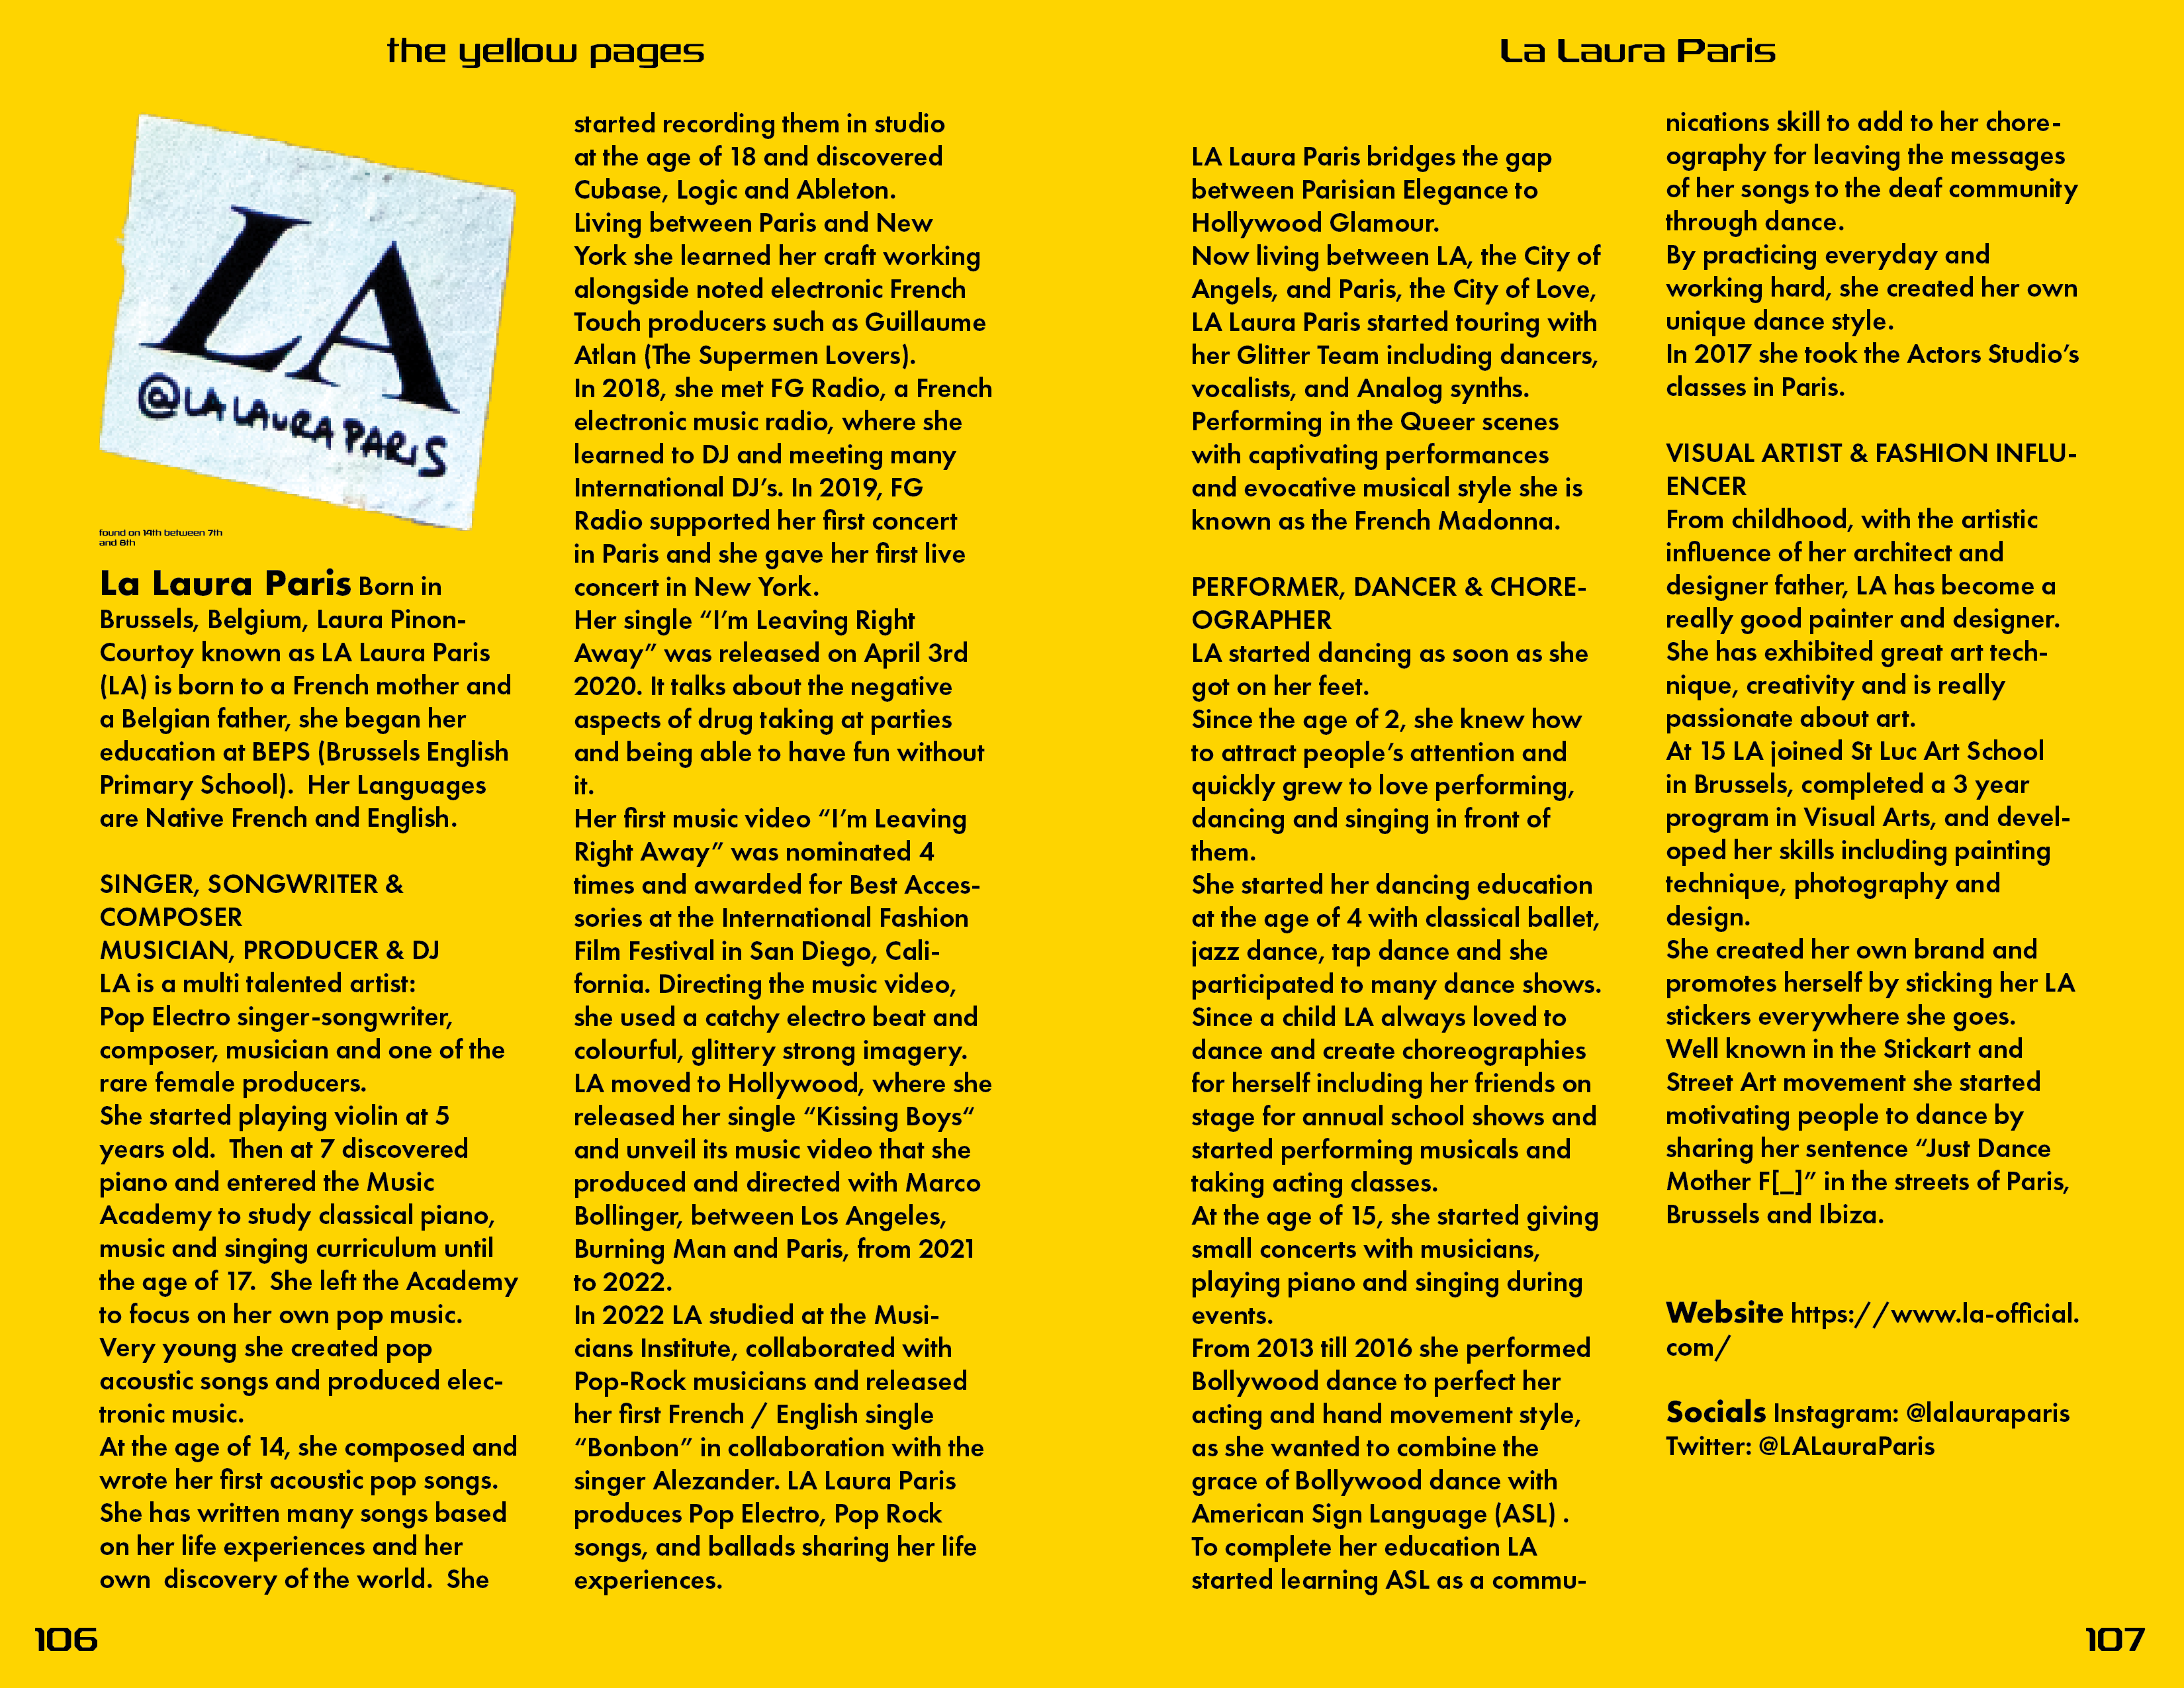 the yellow pages
LA
@LALAURAPARIS
found on 14th between 7th
and 8th
La Laura Paris Born in
Brussels, Belgium, Laura Pinon-
Courtoy known as LA Laura Paris
(LA) is born to a French mother and
a Belgian father, she began her
education at BEPS (Brussels English
Primary School).  Her Languages
are Native French and English.
SINGER, SONGWRITER &
COMPOSER
MUSICIAN, PRODUCER & DJ
LA is a multi talented artist:
Pop Electro singer-songwriter,
composer, musician and one of the
rare female producers.
She started playing violin at 5
years old.  Then at 7 discovered
piano and entered the Music
Academy to study classical piano,
music and singing curriculum until
the age of 17.  She left the Academy
to focus on her own pop music.
Very young she created pop
acoustic songs and produced elec-
tronic music.
At the age of 14, she composed and
wrote her first acoustic pop songs.
She has written many songs based
on her life experiences and her
own  discovery of the world.  She
started recording them in studio
at the age of 18 and discovered
Cubase, Logic and Ableton.
Living between Paris and New
York she learned her craft working
alongside noted electronic French
Touch producers such as Guillaume
Atlan (The Supermen Lovers).
In 2018, she met FG Radio, a French
electronic music radio, where she
learned to DJ and meeting many
International DJ's. In 2019, FG
Radio supported her first concert
in Paris and she gave her first live
concert in New York.
Her single “I'm Leaving Right
Away” was released on April 3rd
2020. It talks about the negative
aspects of drug taking at parties
and being able to have fun without
it.
Her first music video “I'm Leaving
Right Away” was nominated 4
times and awarded for Best Acces-
sories at the International Fashion
Film Festival in San Diego, Cali-
fornia. Directing the music video,
she used a catchy electro beat and
colourful, glittery strong imagery.
LA moved to Hollywood, where she
released her single “Kissing Boys“
and unveil its music video that she
produced and directed with Marco
Bollinger, between Los Angeles,
Burning Man and Paris, from 2021
to 2022.
In 2022 LA studied at the Musi-
cians Institute, collaborated with
Pop-Rock musicians and released
her first French / English single
“Bonbon” in collaboration with the
singer Alezander. LA Laura Paris
produces Pop Electro, Pop Rock
songs, and ballads sharing her life
experiences.
106
La Laura Paris
LA Laura Paris bridges the gap
between Parisian Elegance to
Hollywood Glamour.
Now living between LA, the City of
Angels, and Paris, the City of Love,
LA Laura Paris started touring with
her Glitter Team including dancers,
vocalists, and Analog synths.
Performing in the Queer scenes
with captivating performances
and evocative musical style she is
known as the French Madonna.
PERFORMER, DANCER & CHORE-
OGRAPHER
LA started dancing as soon as she
got on her feet.
Since the age of 2, she knew how
to attract people's attention and
quickly grew to love performing,
dancing and singing in front of
them.
She started her dancing education
at the age of 4 with classical ballet,
jazz dance, tap dance and she
participated to many dance shows.
Since a child LA always loved to
dance and create choreographies
for herself including her friends on
stage for annual school shows and
started performing musicals and
taking acting classes.
At the age of 15, she started giving
small concerts with musicians,
playing piano and singing during
events.
From 2013 till 2016 she performed
Bollywood dance to perfect her
acting and hand movement style,
as she wanted to combine the
grace of Bollywood dance with
American Sign Language (ASL) .
To complete her education LA
started learning ASL as a commu-
nications skill to add to her chore-
ography for leaving the messages
of her songs to the deaf community
through dance.
By practicing everyday and
working hard, she created her own
unique dance style.
In 2017 she took the Actors Studio's
classes in Paris.
VISUAL ARTIST & FASHION INFLU-
ENCER
From childhood, with the artistic
influence of her architect and
designer father, LA has become a
really good painter and designer.
She has exhibited great art tech-
nique, creativity and is really
passionate about art.
At 15 LA joined St Luc Art School
in Brussels, completed a 3 year
program in Visual Arts, and devel-
oped her skills including painting
technique, photography and
design.
She created her own brand and
promotes herself by sticking her LA
stickers everywhere she goes.
Well known in the Stickart and
Street Art movement she started
motivating people to dance by
sharing her sentence “Just Dance
Mother F[_]” in the streets of Paris,
Brussels and Ibiza.
Website https://www.la-official.
com/
Socials Instagram: @lalauraparis
Twitter: @LALauraParis
107